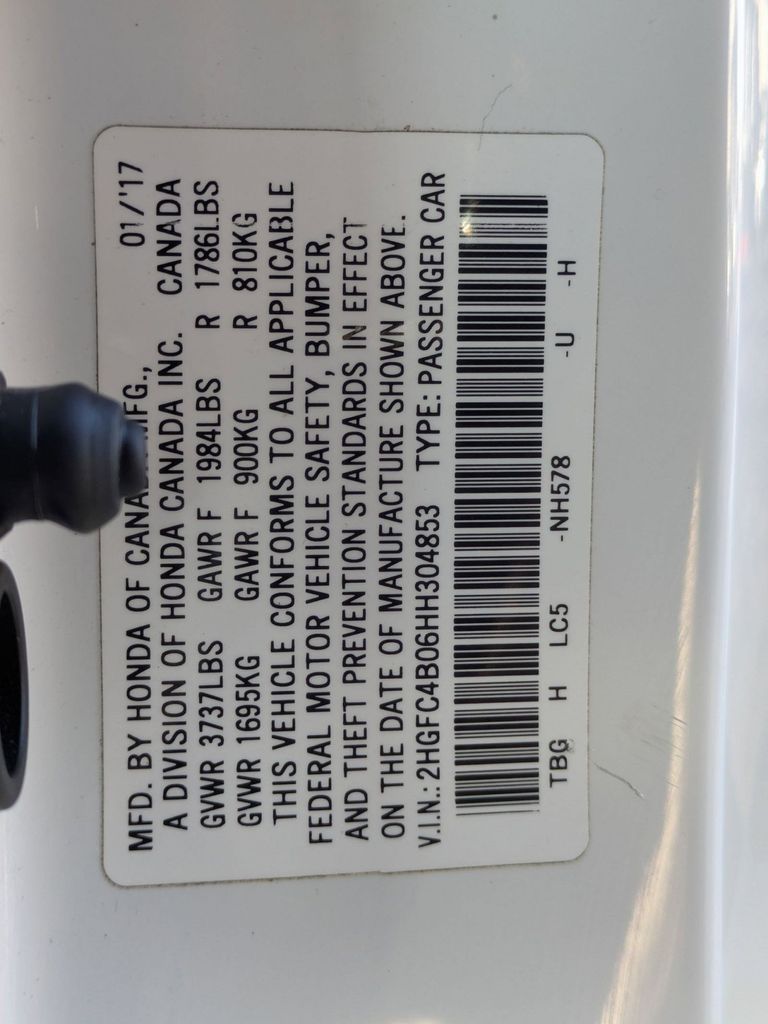 MFD. BY HONDA OF MFG., 01/'17
A DIVISION OF HONDA CANADA INC. CANADA
GVWR 3737LBS GAWR F 1984LBS R 1786LBS
GVWR 1695KG GAWR F 900KG R 810KG
THIS VEHICLE CONFORMS TO ALL APPLICABLE
FEDERAL MOTOR VEHICLE SAFETY, BUMPER,
AND THEFT PREVENTION STANDARDS IN EFFECT
ON THE DATE OF MANUFACTURE SHOWN ABOVE.
V.I.N.: 2HGFC4B06HH304853 TYPE: PASSENGER CAR
TBG H LC5 -NH578 -U -H